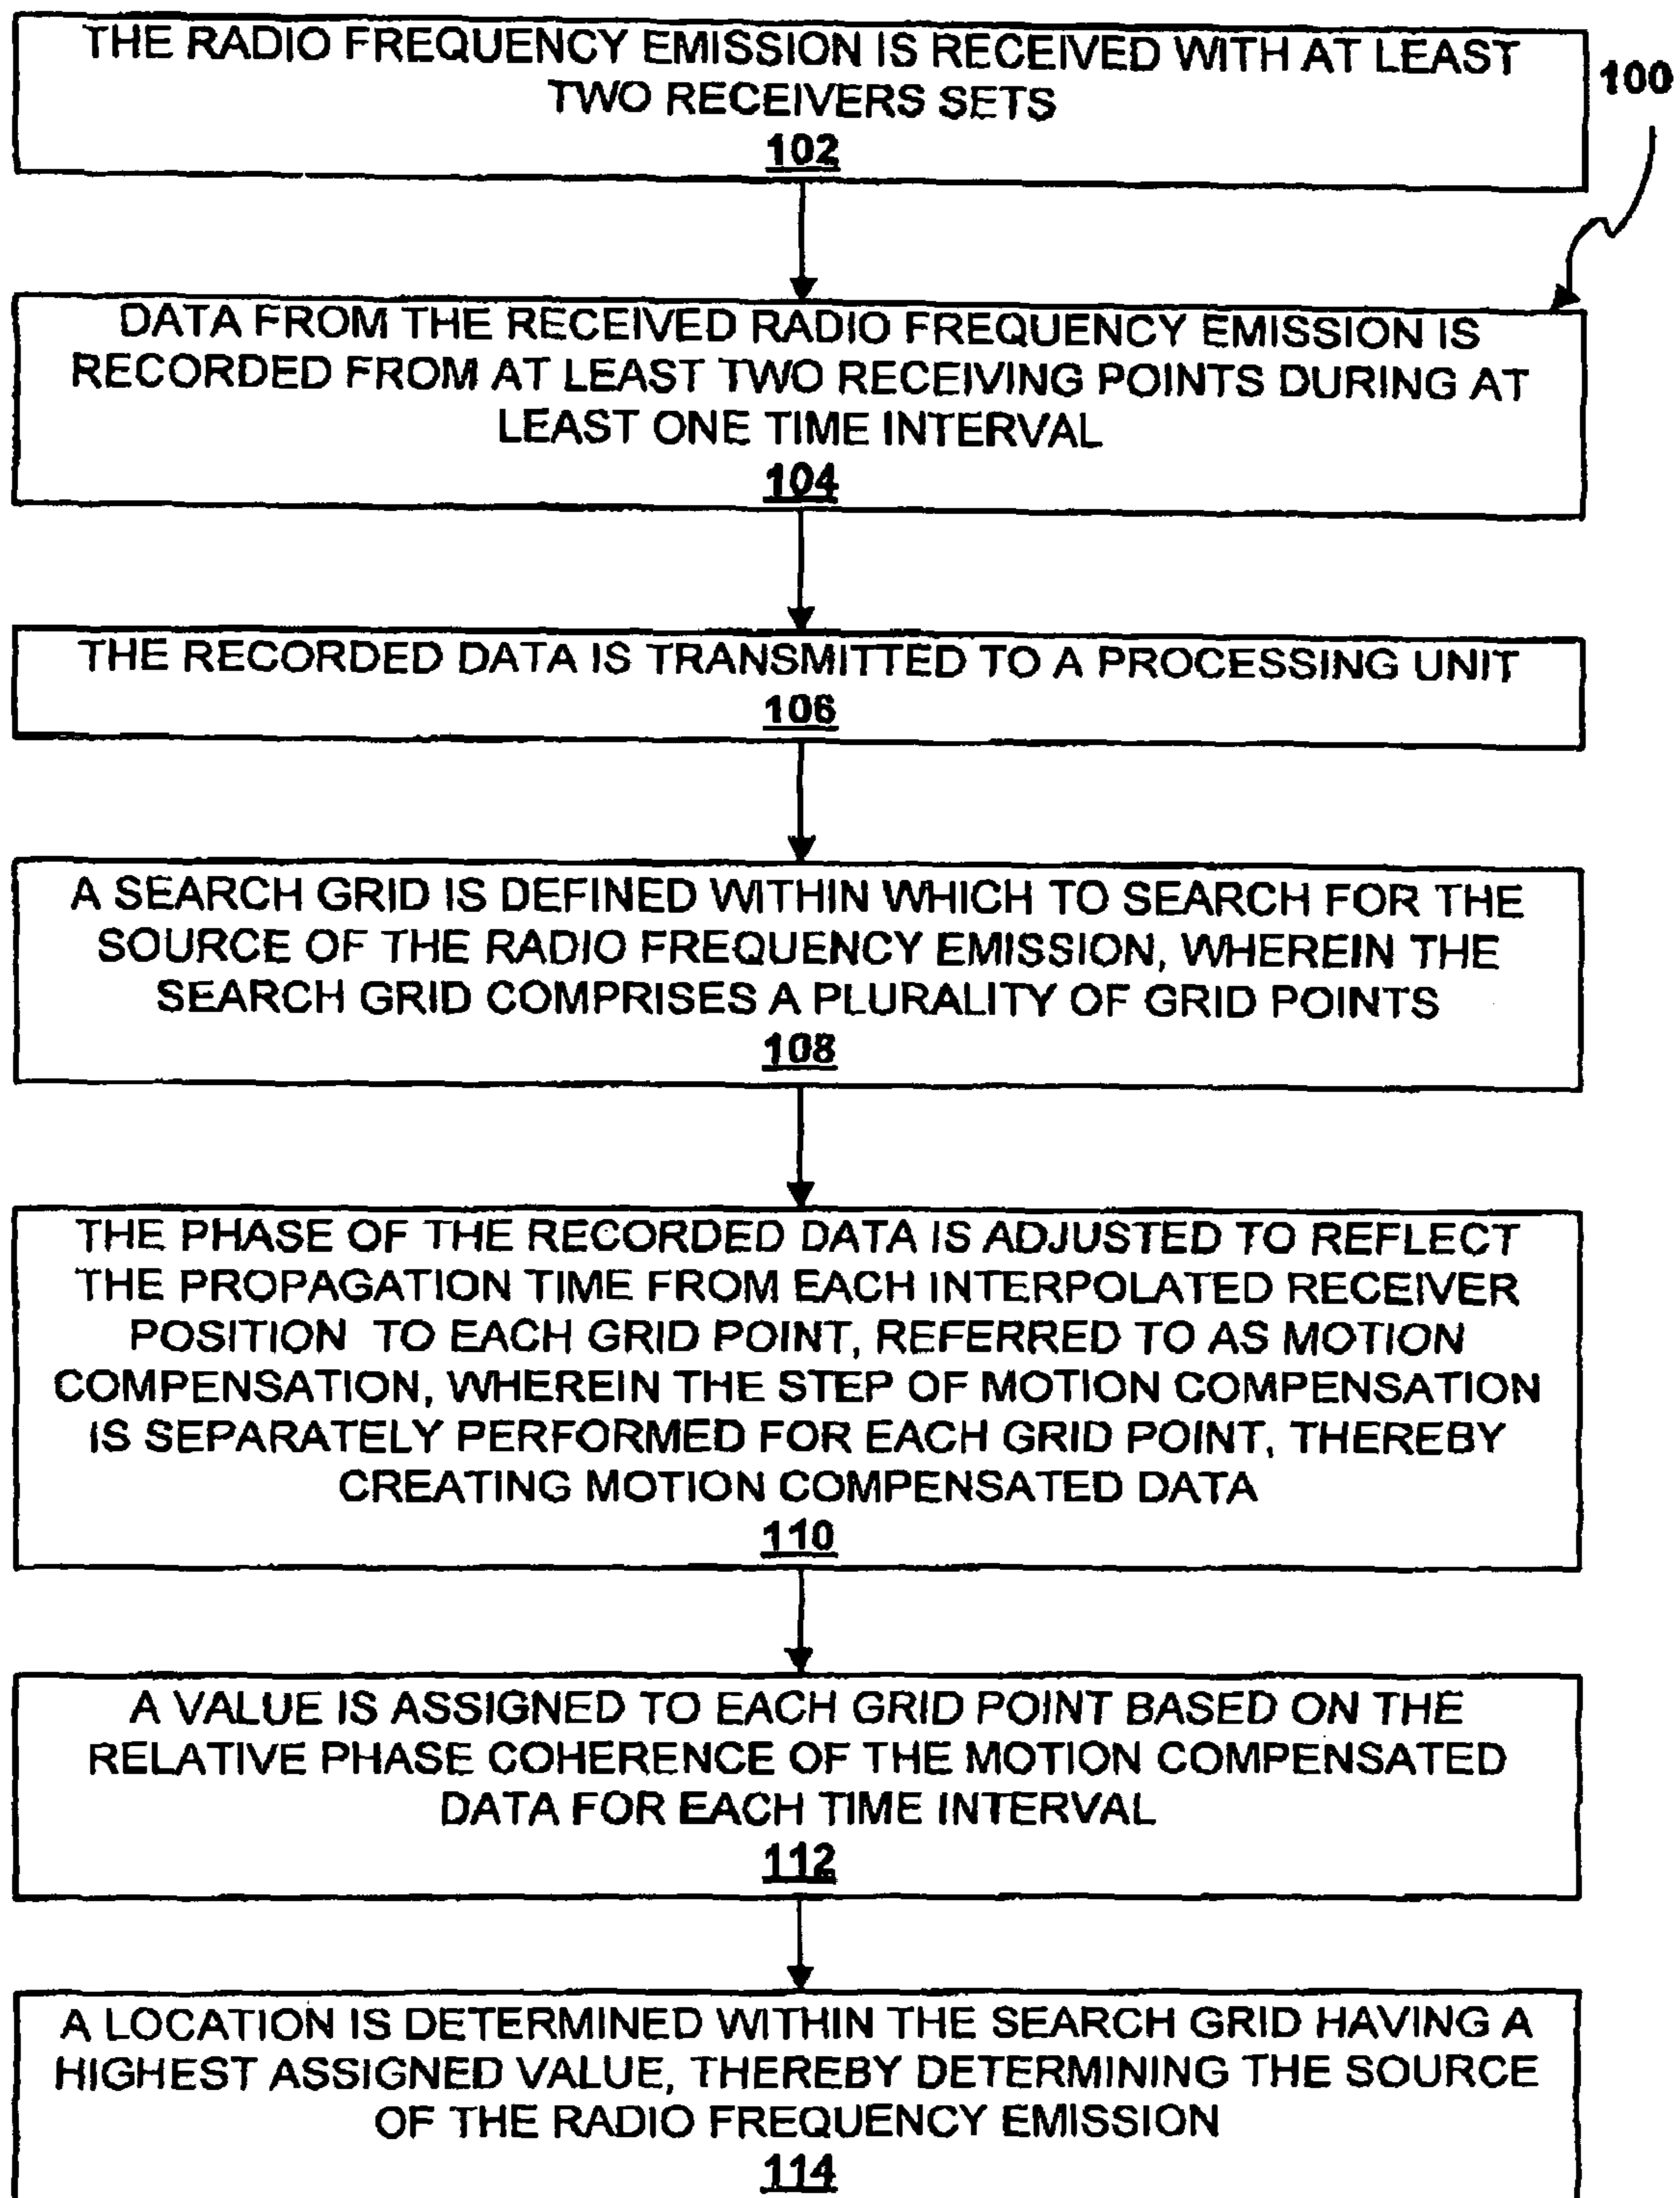 THE RADIO FREQUENCY EMISSION IS RECEIVED WITH AT LEAST
TWO RECEIVERS SETS
102
100
DATA FROM THE RECEIVED RADIO FREQUENCY EMISSION IS
RECORDED FROM AT LEAST TWO RECEIVING POINTS DURING AT
LEAST ONE TIME INTERVAL
104
THE RECORDED DATA IS TRANSMITTED TO A PROCESSING UNIT
106
A SEARCH GRID IS DEFINED WITHIN WHICH TO SEARCH FOR THE
SOURCE OF THE RADIO FREQUENCY EMISSION, WHEREIN THE
SEARCH GRID COMPRISES A PLURALITY OF GRID POINTS
108
THE PHASE OF THE RECORDED DATA IS ADJUSTED TO REFLECT
THE PROPAGATION TIME FROM EACH INTERPOLATED RECEIVER
POSITION TO EACH GRID POINT, REFERRED TO AS MOTION
COMPENSATION, WHEREIN THE STEP OF MOTION COMPENSATION
IS SEPARATELY PERFORMED FOR EACH GRID POINT, THEREBY
CREATING MOTION COMPENSATED DATA
110
A VALUE IS ASSIGNED TO EACH GRID POINT BASED ON THE
RELATIVE PHASE COHERENCE OF THE MOTION COMPENSATED
DATA FOR EACH TIME INTERVAL
112
A LOCATION IS DETERMINED WITHIN THE SEARCH GRID HAVING A
HIGHEST ASSIGNED VALUE, THEREBY DETERMINING THE SOURCE
OF THE RADIO FREQUENCY EMISSION
114